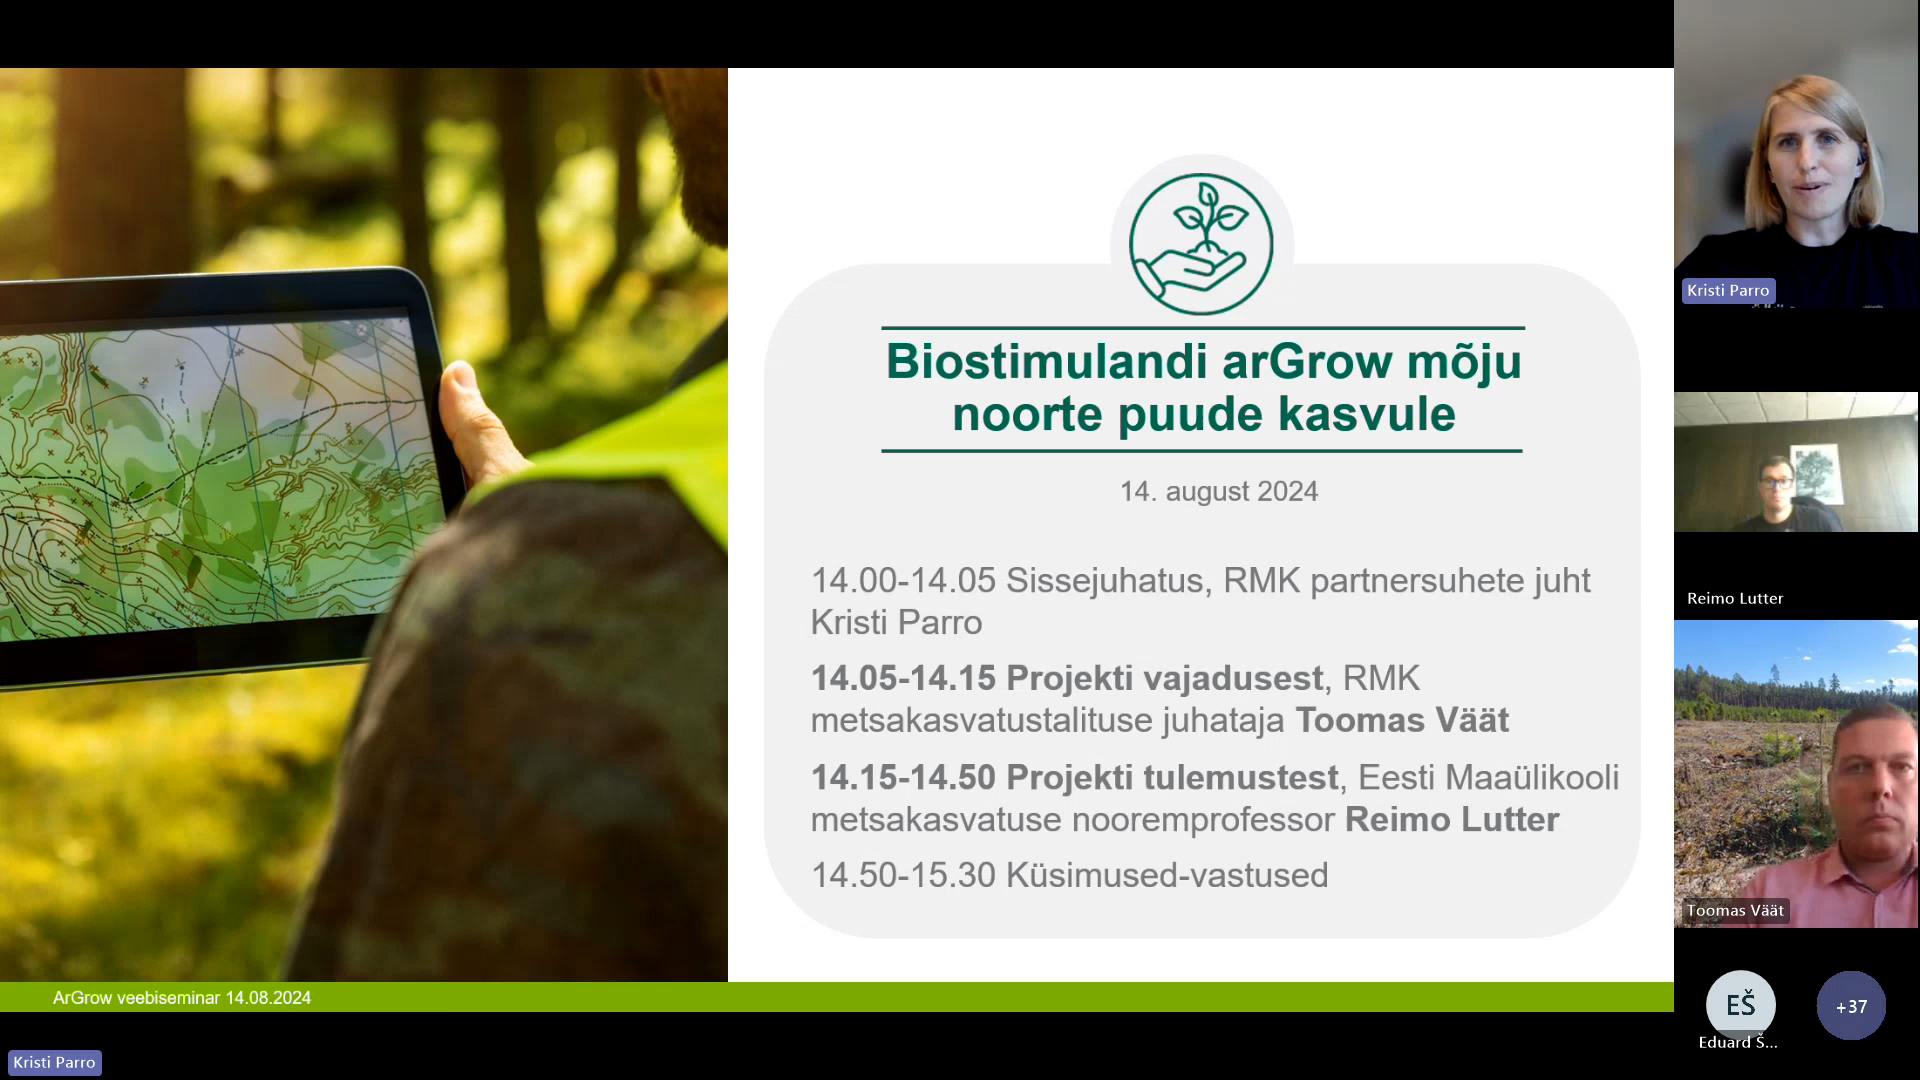 Biostimulandi arGrow mõju
noorte puude kasvule
14. august 2024
14.00-14.05 Sissejuhatus, RMK partnersuhete juht
Kristi Parro
14.05-14.15 Projekti vajadusest, RMK
metsakasvatustalituse juhataja Toomas Väät
14.15-14.50 Projekti tulemustest, Eesti Maaülikooli
metsakasvatuse nooremprofessor Reimo Lutter
14.50-15.30 Küsimused-vastused
ArGrow veebiseminar 14.08.2024
Kristi Parro
Kristi Parro
Reimo Lutter
Toomas Väät
EŠ
Eduard Š...
+37